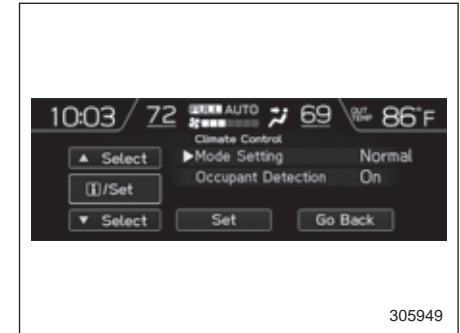 10:03 72 FULL AUTO 69 OUT TEMP 86°F
Climate Control
▲ Select ▶Mode Setting Normal
i/Set Occupant Detection On
▼ Select Set Go Back
305949